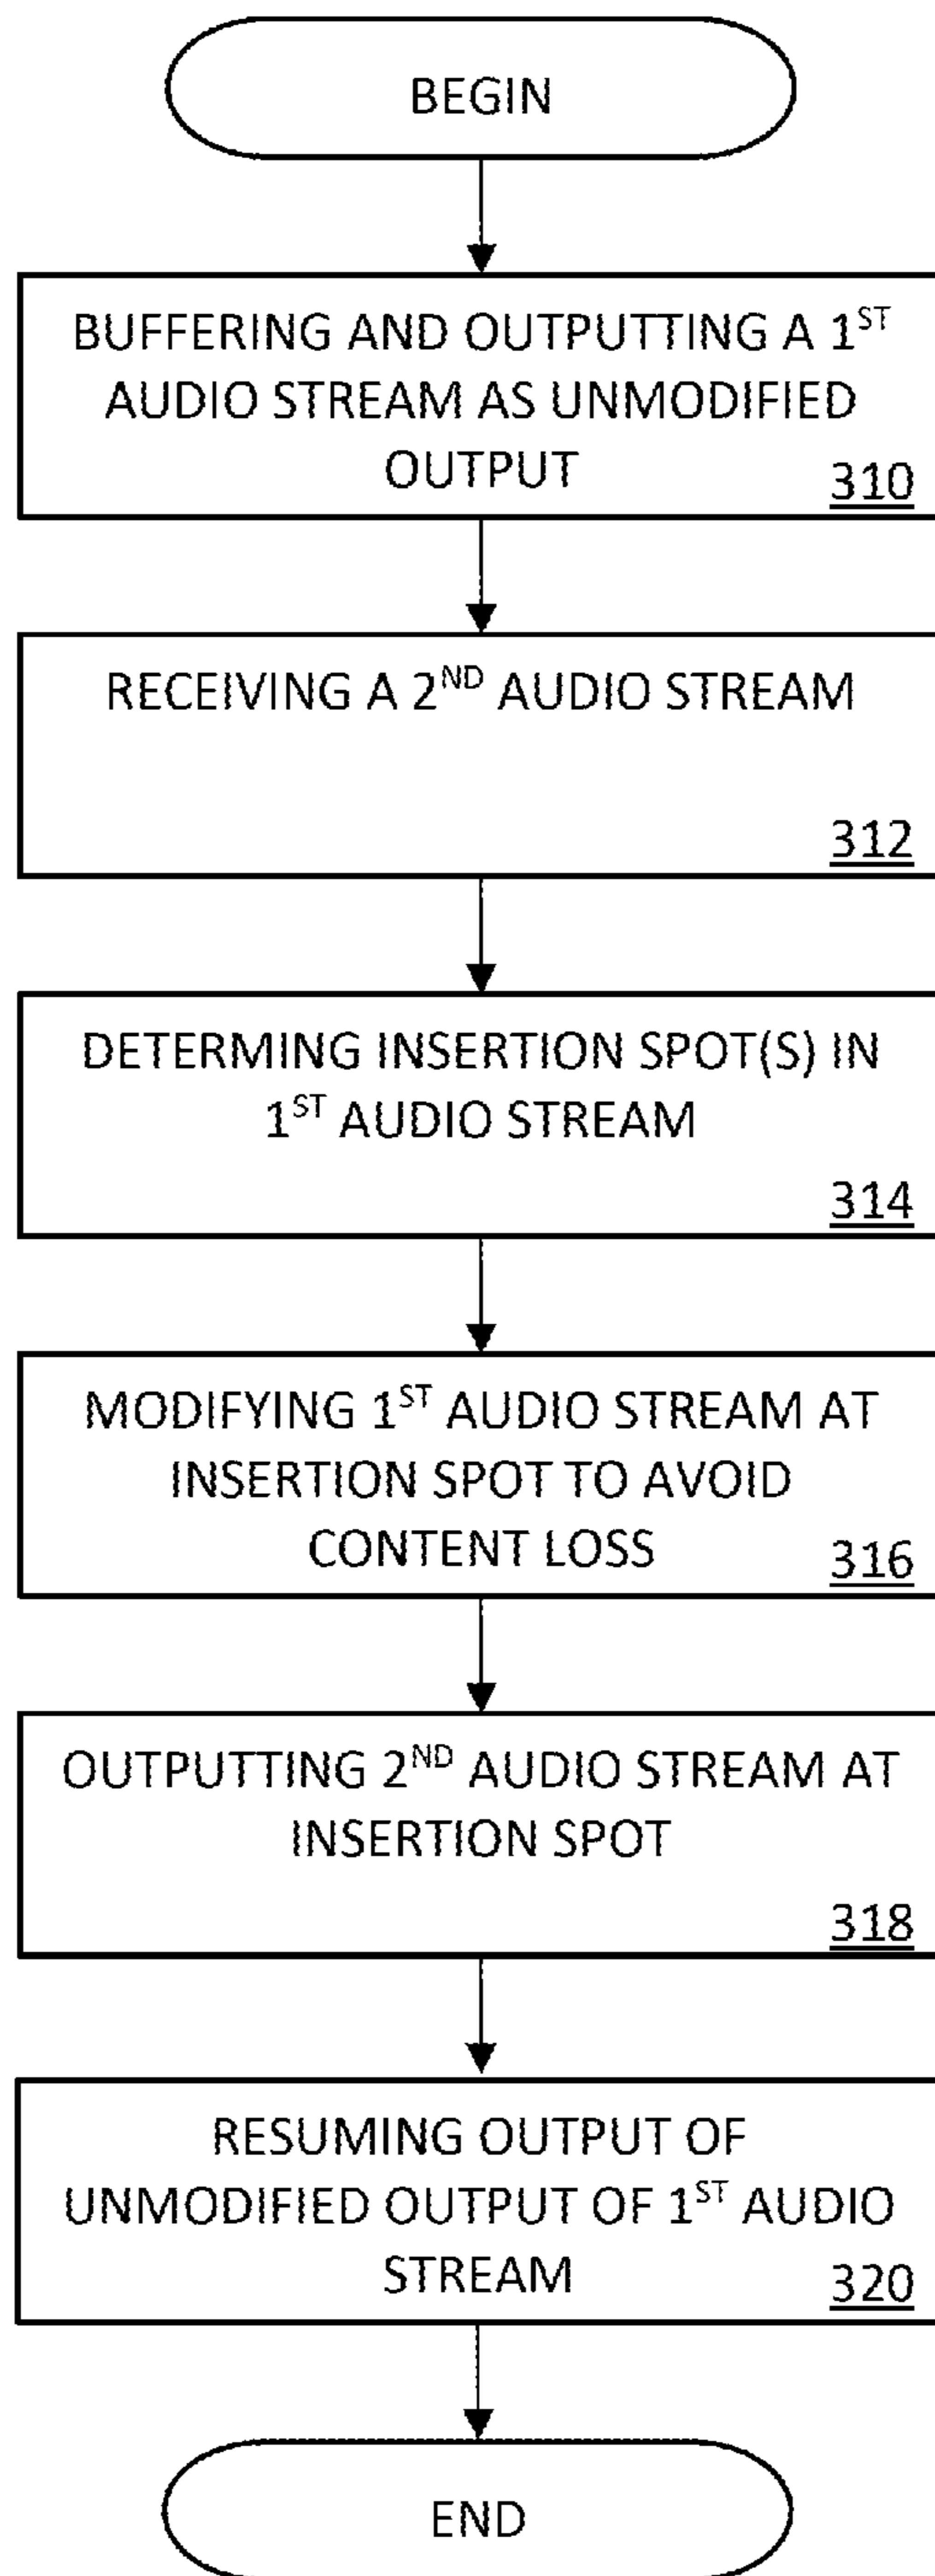 BEGIN
BUFFERING AND OUTPUTTING A 1ST
AUDIO STREAM AS UNMODIFIED
OUTPUT
310
RECEIVING A 2ND AUDIO STREAM
312
DETERMING INSERTION SPOT(S) IN
1ST AUDIO STREAM
314
MODIFYING 1ST AUDIO STREAM AT
INSERTION SPOT TO AVOID
CONTENT LOSS
316
OUTPUTTING 2ND AUDIO STREAM AT
INSERTION SPOT
318
RESUMING OUTPUT OF
UNMODIFIED OUTPUT OF 1ST AUDIO
STREAM
320
END